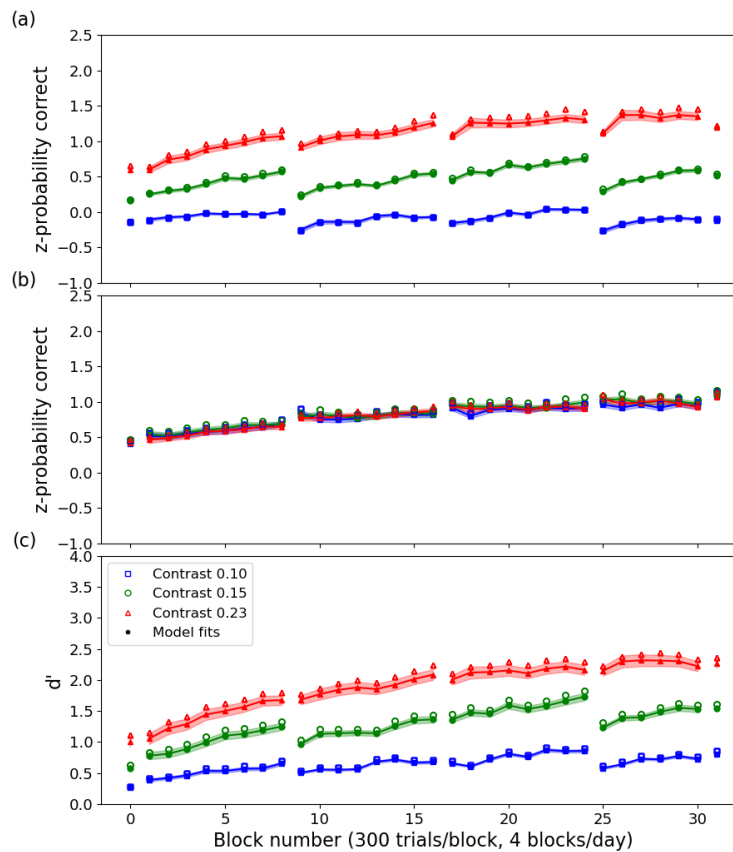 (a)
z-probability correct
2.5
2.0
1.5
1.0
0.5
0.0
−0.5
−1.0
(b)
z-probability correct
2.5
2.0
1.5
1.0
0.5
0.0
−0.5
−1.0
(c)
d'
4.0
3.5
3.0
2.5
2.0
1.5
1.0
0.5
0.0
Contrast 0.10
Contrast 0.15
Contrast 0.23
Model fits
0 5 10 15 20 25 30
Block number (300 trials/block, 4 blocks/day)